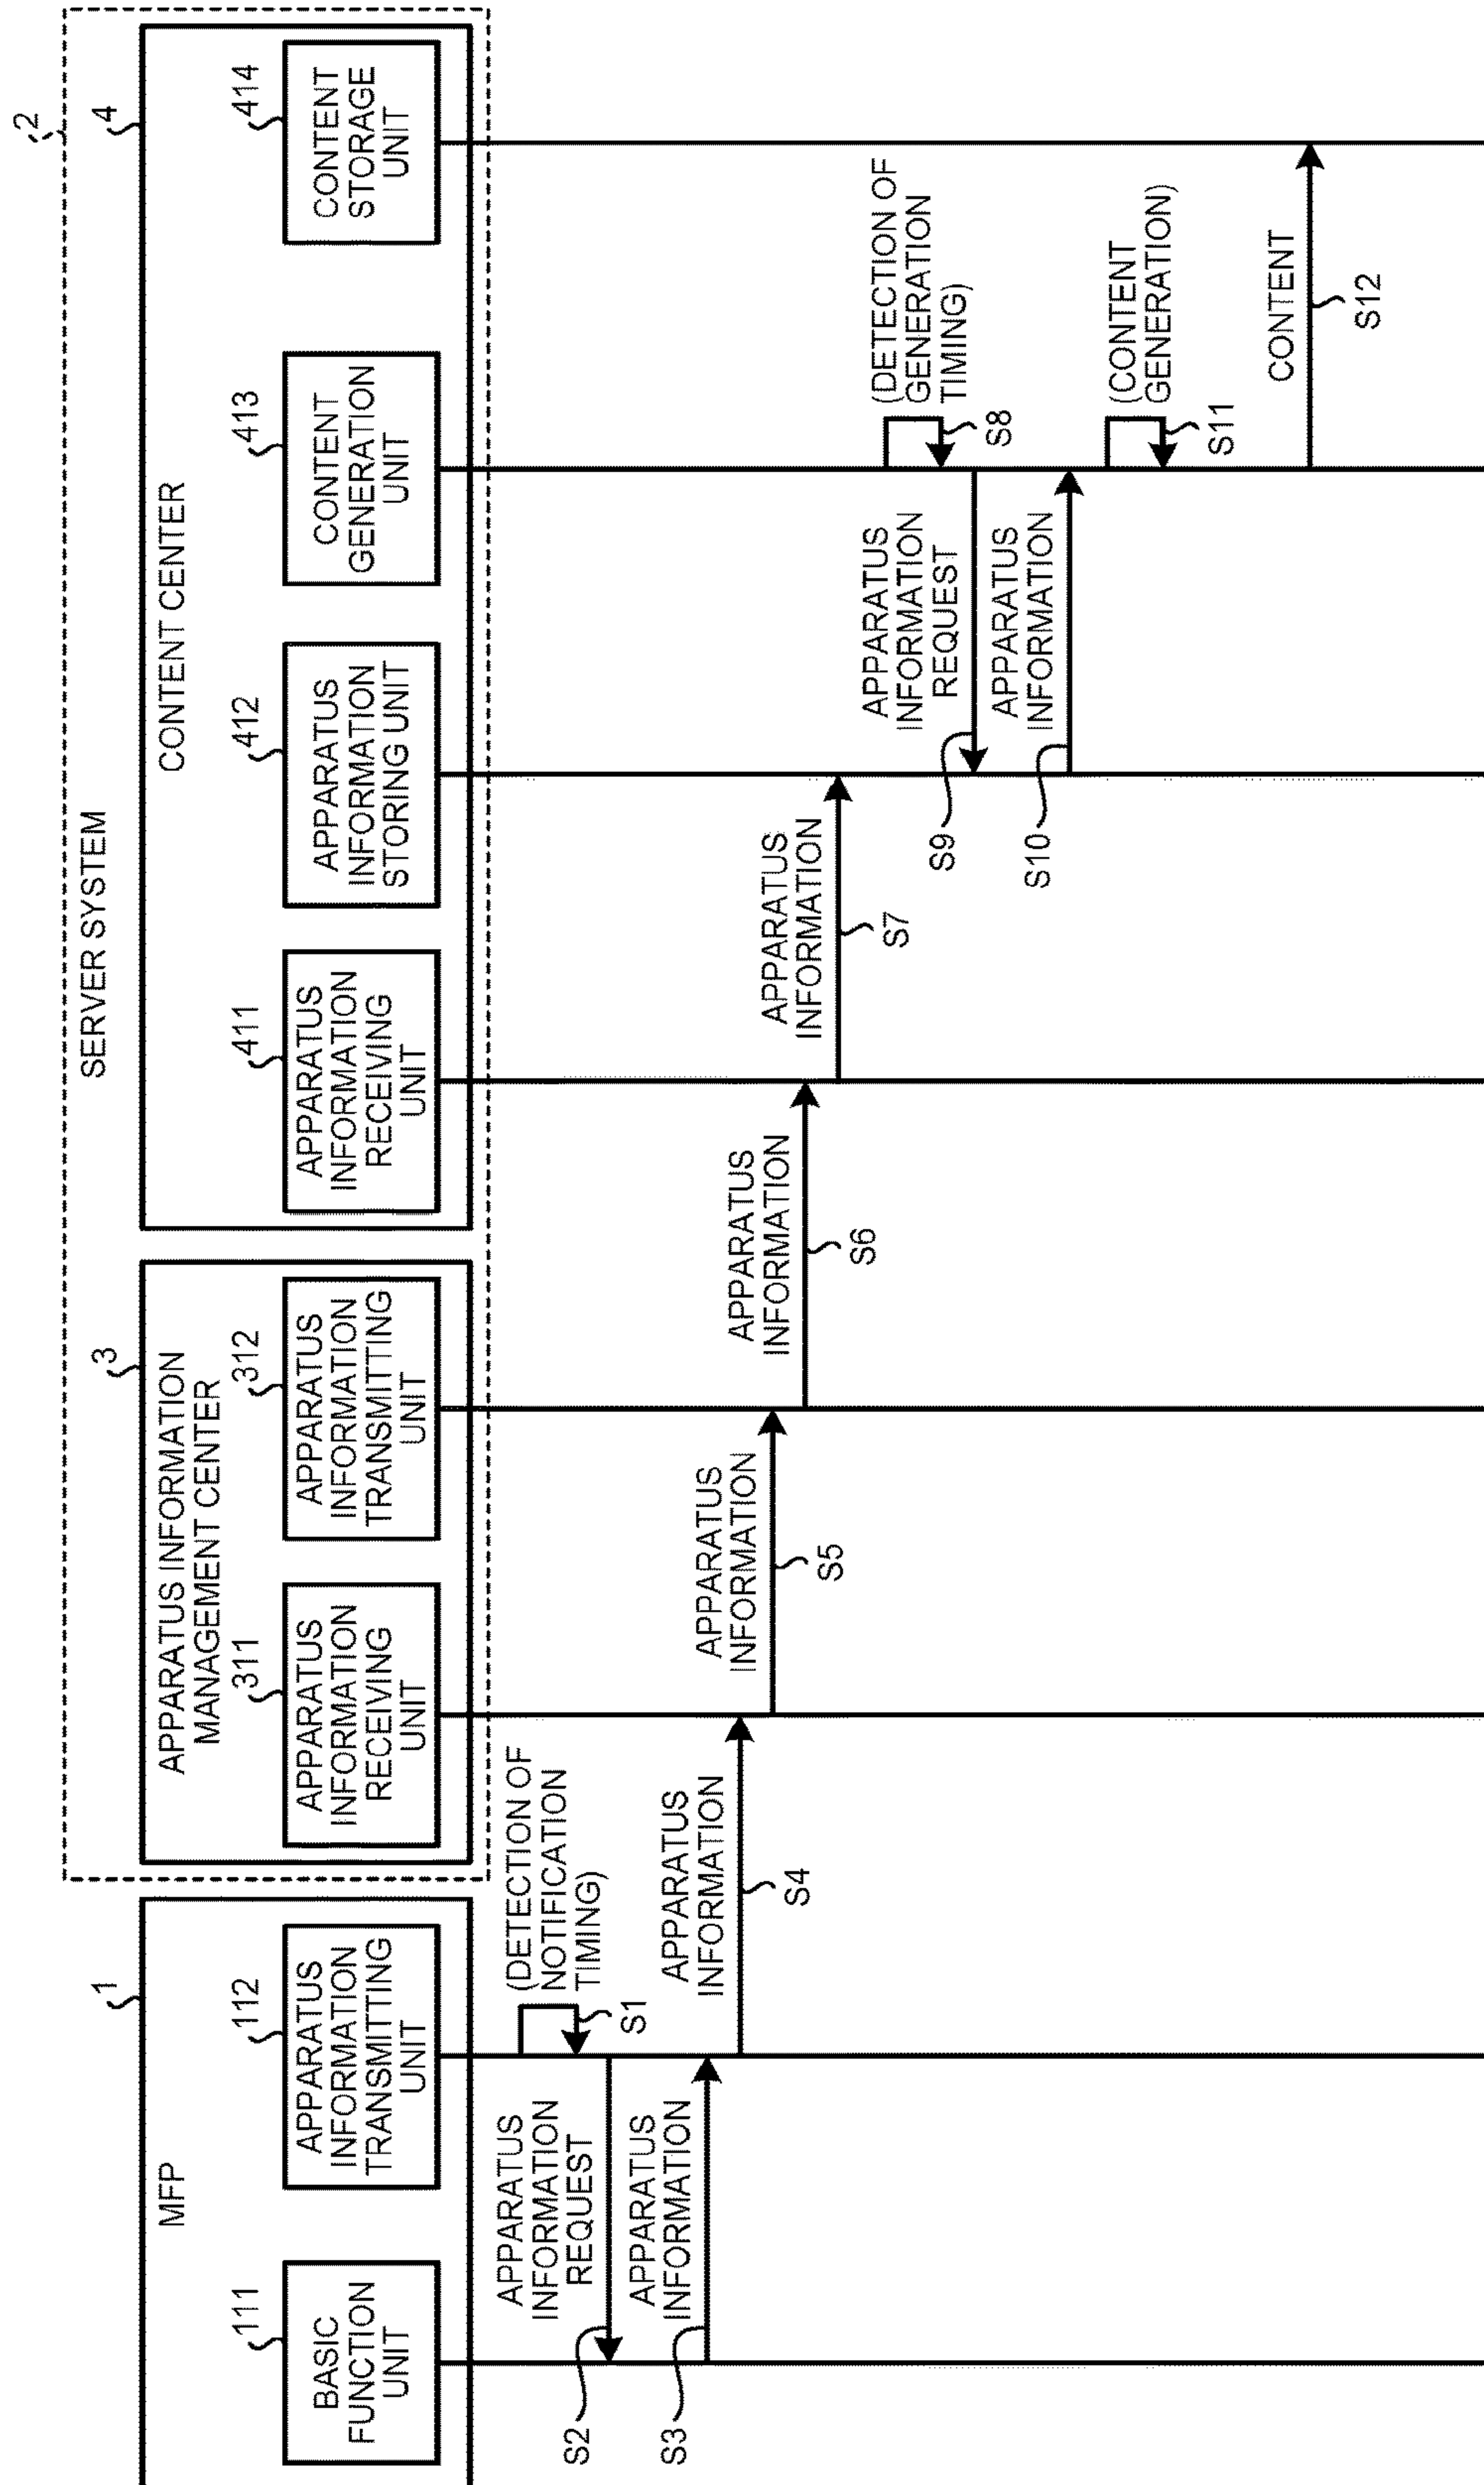 2
SERVER SYSTEM
1
MFP
3
APPARATUS INFORMATION
MANAGEMENT CENTER
4
CONTENT CENTER
111
BASIC
FUNCTION
UNIT
112
APPARATUS
INFORMATION
TRANSMITTING
UNIT
311
APPARATUS
INFORMATION
RECEIVING
UNIT
312
APPARATUS
INFORMATION
TRANSMITTING
UNIT
411
APPARATUS
INFORMATION
RECEIVING
UNIT
412
APPARATUS
INFORMATION
STORING UNIT
413
CONTENT
GENERATION
UNIT
414
CONTENT
STORAGE
UNIT
(DETECTION OF
NOTIFICATION
TIMING)
S1
APPARATUS
INFORMATION
REQUEST
S2
APPARATUS
INFORMATION
S3
APPARATUS
INFORMATION
S4
APPARATUS
INFORMATION
S5
APPARATUS
INFORMATION
S6
APPARATUS
INFORMATION
S7
(DETECTION OF
GENERATION
TIMING)
S8
APPARATUS
INFORMATION
REQUEST
S9
APPARATUS
INFORMATION
S10
(CONTENT
GENERATION)
S11
CONTENT
S12